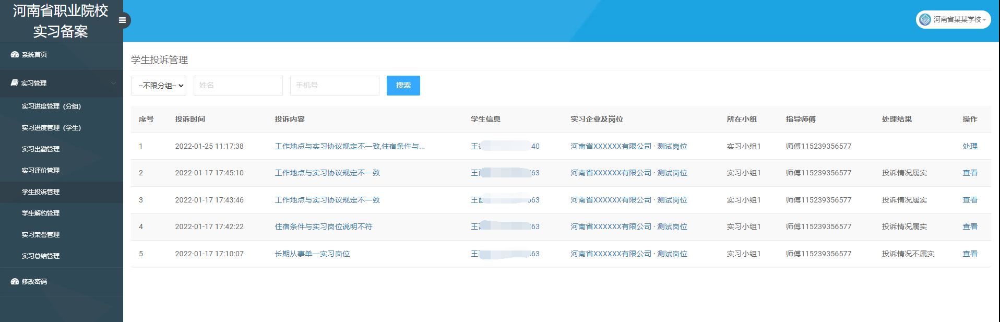 河南省职业院校
实习备案
河南省某某学校
系统首页
实习管理
实习进度管理（分组）
实习进度管理（学生）
实习出勤管理
实习评价管理
学生投诉管理
学生解约管理
实习荣誉管理
实习总结管理
修改密码
学生投诉管理
--不限分组-- 姓名 手机号 搜索
序号 投诉时间 投诉内容 学生信息 实习企业及岗位 所在小组 指导师傅 处理结果 操作
1 2022-01-25 11:17:38 工作地点与实习协议规定不一致,住宿条件与... 王 40 河南省XXXXXX有限公司 · 测试岗位 实习小组1 师傅115239356577 处理
2 2022-01-17 17:45:10 工作地点与实习协议规定不一致 王 63 河南省XXXXXX有限公司 · 测试岗位 实习小组1 师傅115239356577 投诉情况属实 查看
3 2022-01-17 17:43:46 工作地点与实习协议规定不一致 王 63 河南省XXXXXX有限公司 · 测试岗位 实习小组1 师傅115239356577 投诉情况属实 查看
4 2022-01-17 17:42:22 住宿条件与实习岗位说明不符 王 63 河南省XXXXXX有限公司 · 测试岗位 实习小组1 师傅115239356577 投诉情况属实 查看
5 2022-01-17 17:10:07 长期从事单一实习岗位 王 63 河南省XXXXXX有限公司 · 测试岗位 实习小组1 师傅115239356577 投诉情况不属实 查看